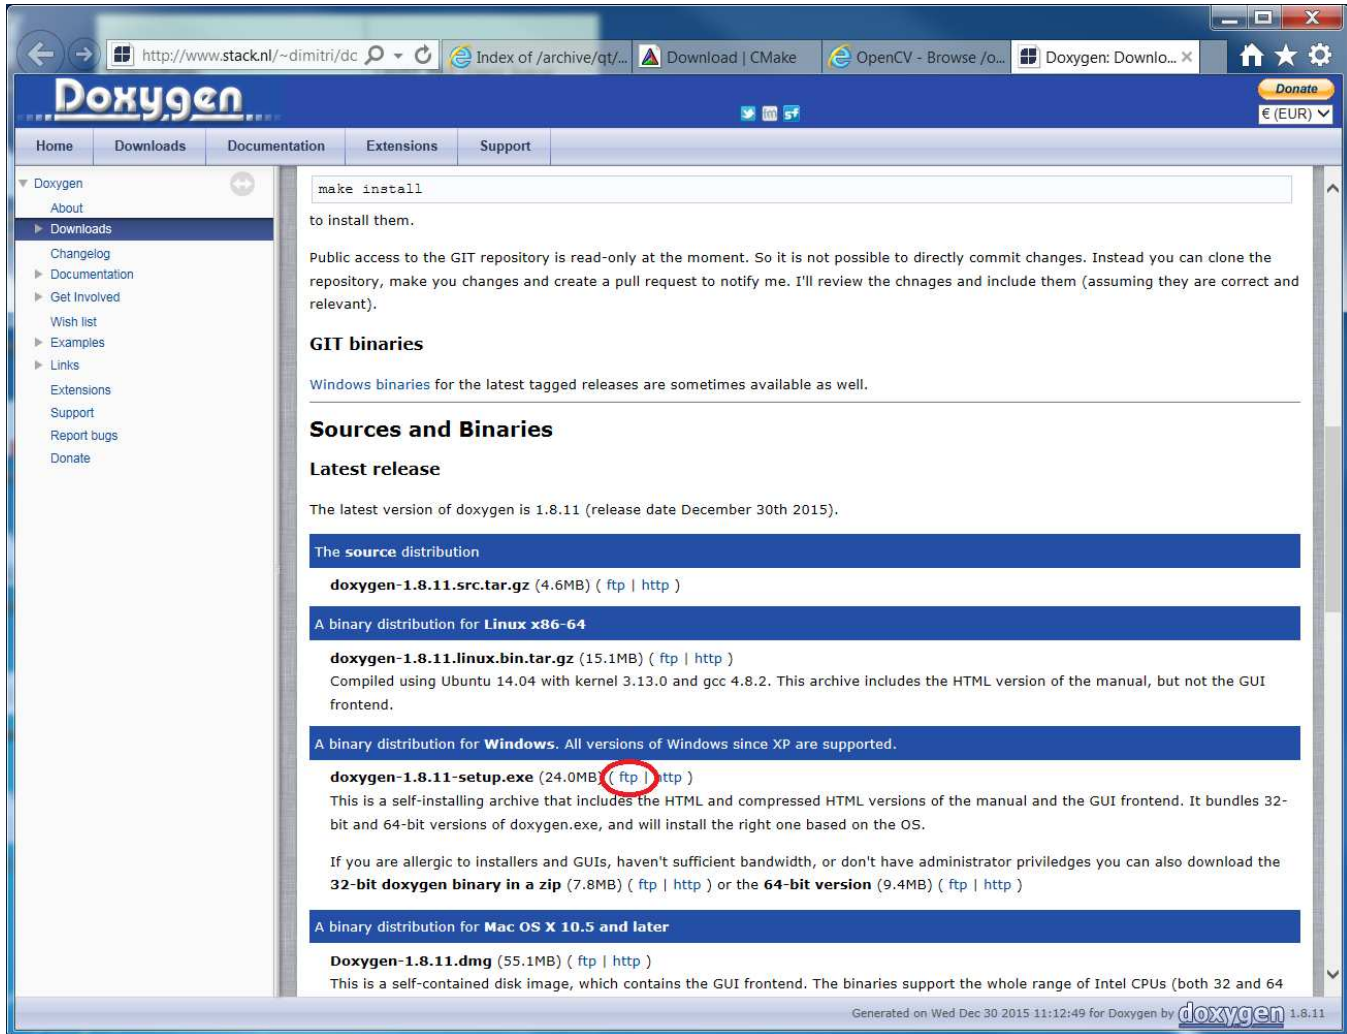 http://www.stack.nl/~dimitri/dc
Index of /archive/qt/...
Download | CMake
OpenCV - Browse /o...
Doxygen: Downlo...
Doxygen
Donate
€ (EUR)
Home Downloads Documentation Extensions Support
Doxygen
About
Downloads
Changelog
Documentation
Get Involved
Wish list
Examples
Links
Extensions
Support
Report bugs
Donate
make install
to install them.
Public access to the GIT repository is read-only at the moment. So it is not possible to directly commit changes. Instead you can clone the
repository, make you changes and create a pull request to notify me. I'll review the chnages and include them (assuming they are correct and
relevant).
GIT binaries
Windows binaries for the latest tagged releases are sometimes available as well.
Sources and Binaries
Latest release
The latest version of doxygen is 1.8.11 (release date December 30th 2015).
The source distribution
doxygen-1.8.11.src.tar.gz (4.6MB) ( ftp | http )
A binary distribution for Linux x86-64
doxygen-1.8.11.linux.bin.tar.gz (15.1MB) ( ftp | http )
Compiled using Ubuntu 14.04 with kernel 3.13.0 and gcc 4.8.2. This archive includes the HTML version of the manual, but not the GUI
frontend.
A binary distribution for Windows. All versions of Windows since XP are supported.
doxygen-1.8.11-setup.exe (24.0MB) ( ftp | http )
This is a self-installing archive that includes the HTML and compressed HTML versions of the manual and the GUI frontend. It bundles 32-
bit and 64-bit versions of doxygen.exe, and will install the right one based on the OS.
If you are allergic to installers and GUIs, haven't sufficient bandwidth, or don't have administrator priviledges you can also download the
32-bit doxygen binary in a zip (7.8MB) ( ftp | http ) or the 64-bit version (9.4MB) ( ftp | http )
A binary distribution for Mac OS X 10.5 and later
Doxygen-1.8.11.dmg (55.1MB) ( ftp | http )
This is a self-contained disk image, which contains the GUI frontend. The binaries support the whole range of Intel CPUs (both 32 and 64
Generated on Wed Dec 30 2015 11:12:49 for Doxygen by doxygen 1.8.11